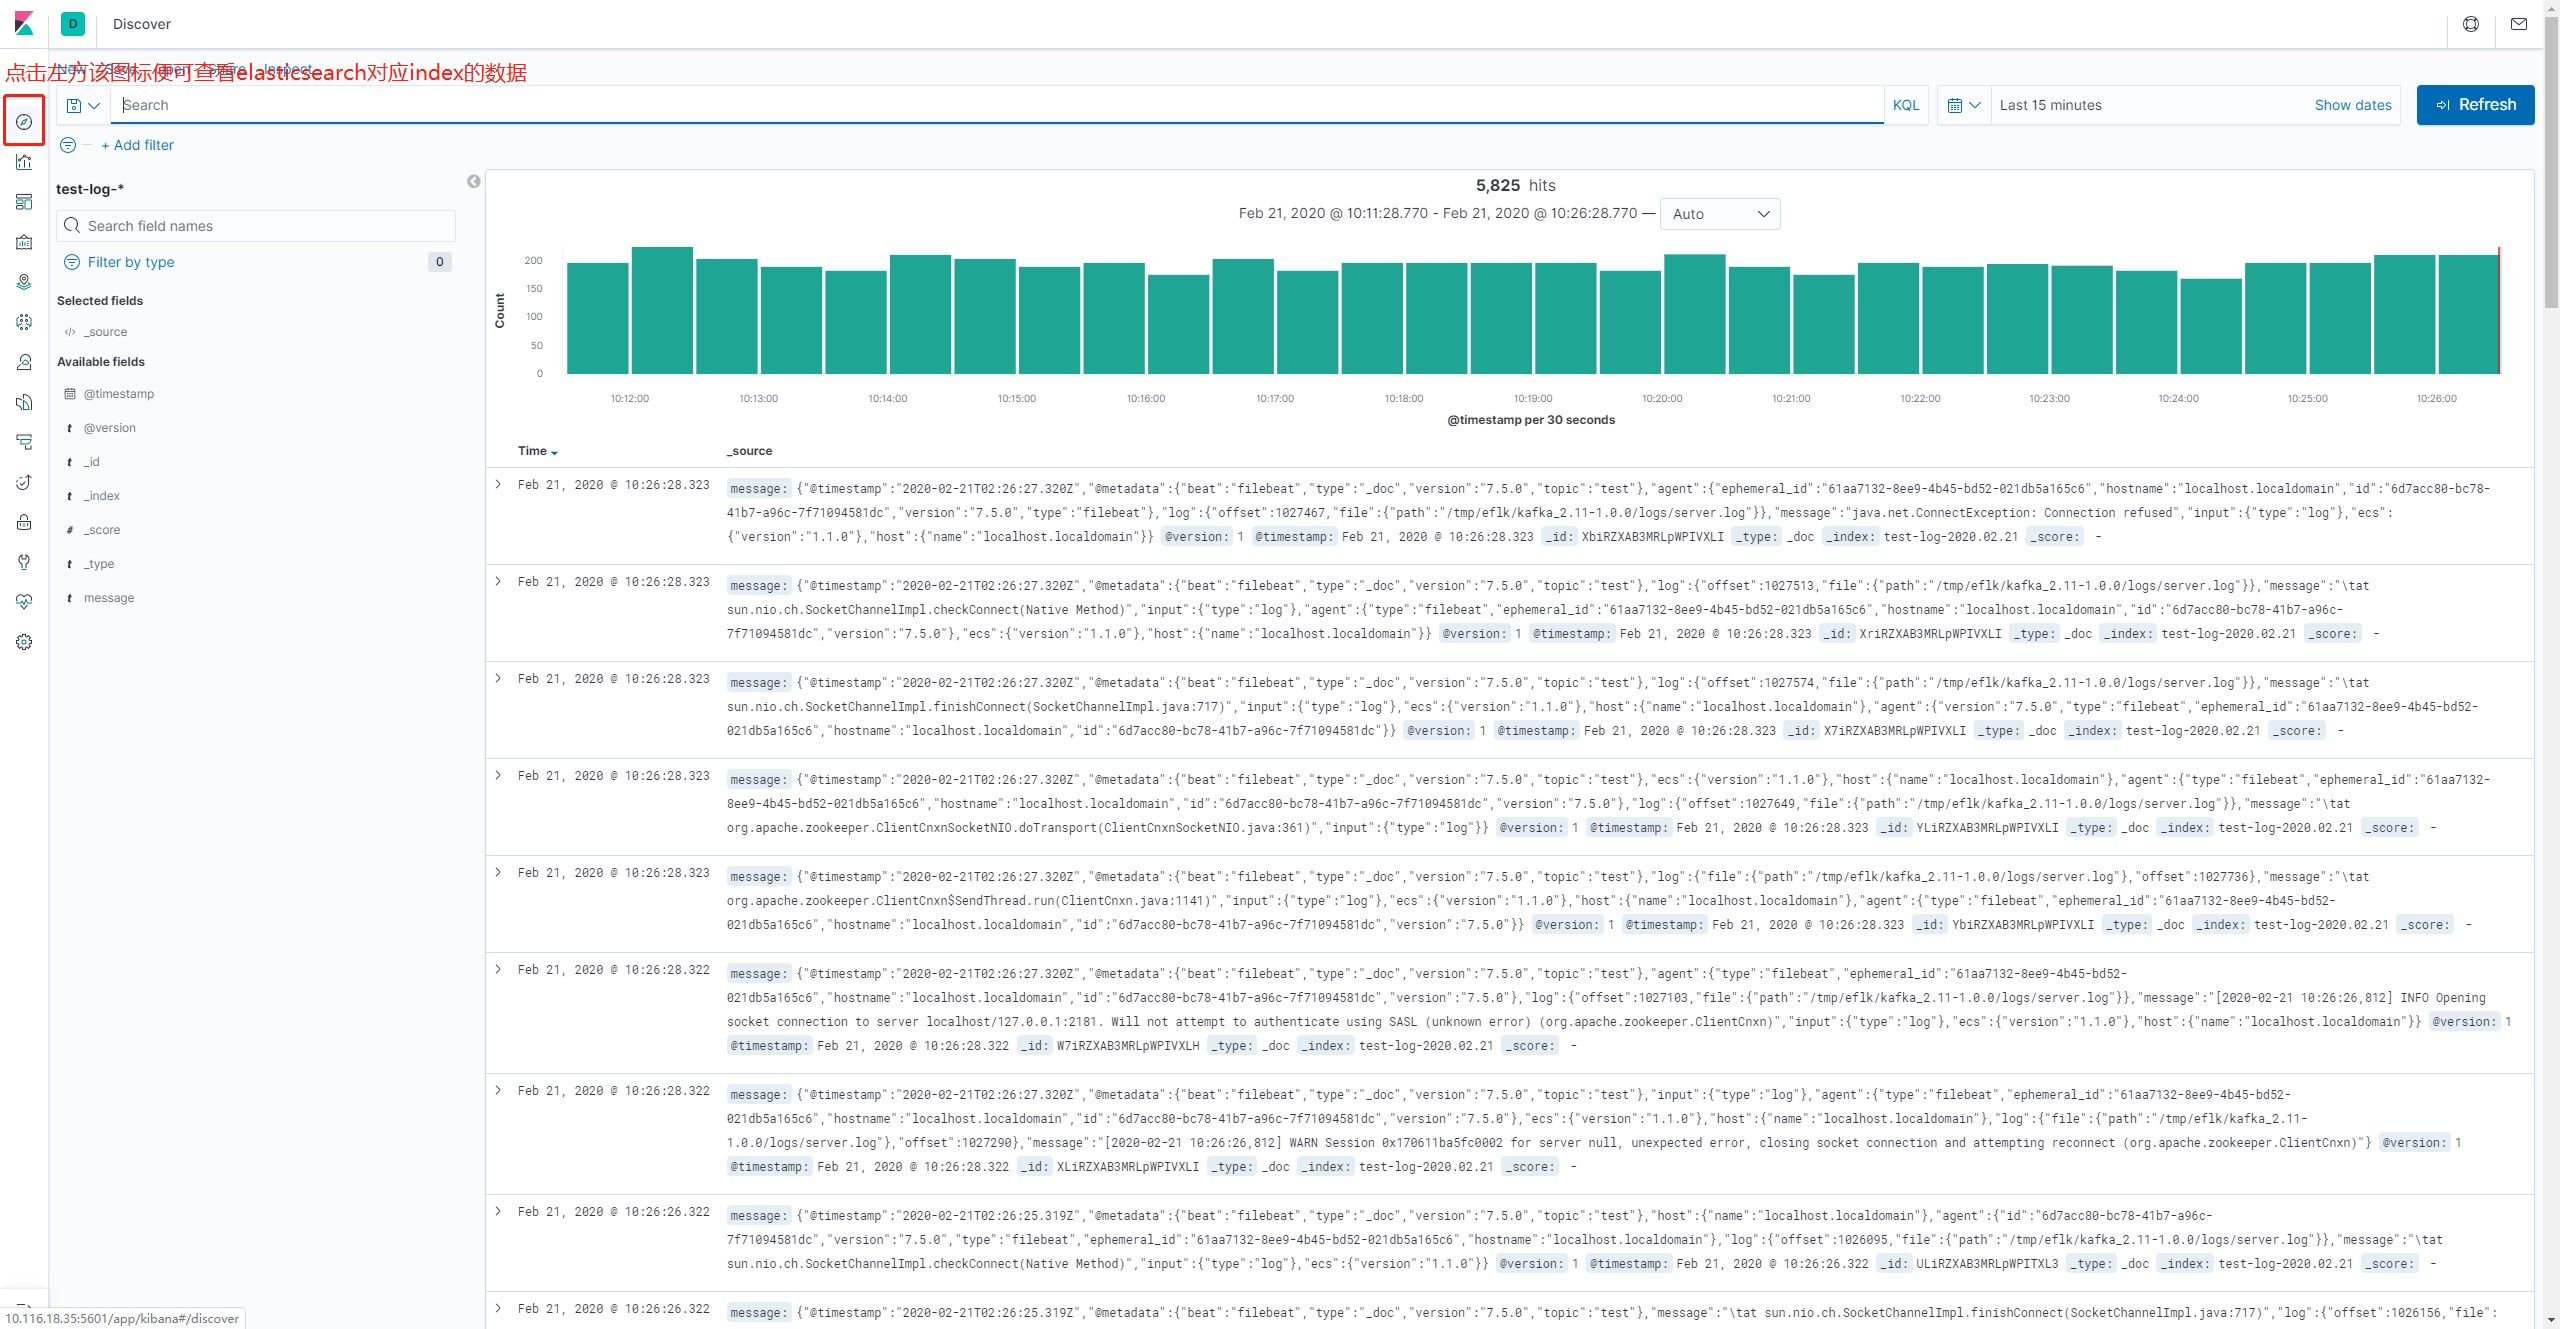 D Discover
New Save Open Share Inspect
点击左方该图标便可查看elasticsearch对应index的数据
Search KQL Last 15 minutes Show dates Refresh
+ Add filter
test-log-*
Search field names
Filter by type 0
Selected fields
_source
Available fields
@timestamp
t @version
t _id
t _index
# _score
t _type
t message
5,825 hits
Feb 21, 2020 @ 10:11:28.770 - Feb 21, 2020 @ 10:26:28.770 — Auto
Count
200
150
100
50
0
10:12:00 10:13:00 10:14:00 10:15:00 10:16:00 10:17:00 10:18:00 10:19:00 10:20:00 10:21:00 10:22:00 10:23:00 10:24:00 10:25:00 10:26:00
@timestamp per 30 seconds
Time _source
Feb 21, 2020 @ 10:26:28.323 message: {"@timestamp":"2020-02-21T02:26:27.320Z","@metadata":{"beat":"filebeat","type":"_doc","version":"7.5.0","topic":"test"},"agent":{"ephemeral_id":"61aa7132-8ee9-4b45-bd52-021db5a165c6","hostname":"localhost.localdomain","id":"6d7acc80-bc78-
41b7-a96c-7f71094581dc","version":"7.5.0","type":"filebeat"},"log":{"offset":1027467,"file":{"path":"/tmp/eflk/kafka_2.11-1.0.0/logs/server.log"}},"message":"java.net.ConnectException: Connection refused","input":{"type":"log"},"ecs":
{"version":"1.1.0"},"host":{"name":"localhost.localdomain"}} @version: 1 @timestamp: Feb 21, 2020 @ 10:26:28.323 _id: XbiRZXAB3MRLpWPIVXLI _type: _doc _index: test-log-2020.02.21 _score: -
Feb 21, 2020 @ 10:26:28.323 message: {"@timestamp":"2020-02-21T02:26:27.320Z","@metadata":{"beat":"filebeat","type":"_doc","version":"7.5.0","topic":"test"},"log":{"offset":1027513,"file":{"path":"/tmp/eflk/kafka_2.11-1.0.0/logs/server.log"}},"message":"\tat
sun.nio.ch.SocketChannelImpl.checkConnect(Native Method)","input":{"type":"log"},"agent":{"type":"filebeat","ephemeral_id":"61aa7132-8ee9-4b45-bd52-021db5a165c6","hostname":"localhost.localdomain","id":"6d7acc80-bc78-41b7-a96c-
7f71094581dc","version":"7.5.0"},"ecs":{"version":"1.1.0"},"host":{"name":"localhost.localdomain"}} @version: 1 @timestamp: Feb 21, 2020 @ 10:26:28.323 _id: XriRZXAB3MRLpWPIVXLI _type: _doc _index: test-log-2020.02.21 _score: -
Feb 21, 2020 @ 10:26:28.323 message: {"@timestamp":"2020-02-21T02:26:27.320Z","@metadata":{"beat":"filebeat","type":"_doc","version":"7.5.0","topic":"test"},"log":{"offset":1027574,"file":{"path":"/tmp/eflk/kafka_2.11-1.0.0/logs/server.log"}},"message":"\tat
sun.nio.ch.SocketChannelImpl.finishConnect(SocketChannelImpl.java:717)","input":{"type":"log"},"ecs":{"version":"1.1.0"},"host":{"name":"localhost.localdomain"},"agent":{"version":"7.5.0","type":"filebeat","ephemeral_id":"61aa7132-8ee9-4b45-bd52-
021db5a165c6","hostname":"localhost.localdomain","id":"6d7acc80-bc78-41b7-a96c-7f71094581dc"}} @version: 1 @timestamp: Feb 21, 2020 @ 10:26:28.323 _id: X7iRZXAB3MRLpWPIVXLI _type: _doc _index: test-log-2020.02.21 _score: -
Feb 21, 2020 @ 10:26:28.323 message: {"@timestamp":"2020-02-21T02:26:27.320Z","@metadata":{"beat":"filebeat","type":"_doc","version":"7.5.0","topic":"test"},"ecs":{"version":"1.1.0"},"host":{"name":"localhost.localdomain"},"agent":{"type":"filebeat","ephemeral_id":"61aa7132-
8ee9-4b45-bd52-021db5a165c6","hostname":"localhost.localdomain","id":"6d7acc80-bc78-41b7-a96c-7f71094581dc","version":"7.5.0"},"log":{"offset":1027649,"file":{"path":"/tmp/eflk/kafka_2.11-1.0.0/logs/server.log"}},"message":"\tat
org.apache.zookeeper.ClientCnxnSocketNIO.doTransport(ClientCnxnSocketNIO.java:361)","input":{"type":"log"}} @version: 1 @timestamp: Feb 21, 2020 @ 10:26:28.323 _id: YLiRZXAB3MRLpWPIVXLI _type: _doc _index: test-log-2020.02.21 _score: -
Feb 21, 2020 @ 10:26:28.323 message: {"@timestamp":"2020-02-21T02:26:27.320Z","@metadata":{"beat":"filebeat","type":"_doc","version":"7.5.0","topic":"test"},"log":{"file":{"path":"/tmp/eflk/kafka_2.11-1.0.0/logs/server.log"},"offset":1027736},"message":"\tat
org.apache.zookeeper.ClientCnxn$SendThread.run(ClientCnxn.java:1141)","input":{"type":"log"},"ecs":{"version":"1.1.0"},"host":{"name":"localhost.localdomain"},"agent":{"type":"filebeat","ephemeral_id":"61aa7132-8ee9-4b45-bd52-
021db5a165c6","hostname":"localhost.localdomain","id":"6d7acc80-bc78-41b7-a96c-7f71094581dc","version":"7.5.0"}} @version: 1 @timestamp: Feb 21, 2020 @ 10:26:28.323 _id: YbiRZXAB3MRLpWPIVXLI _type: _doc _index: test-log-2020.02.21 _score: -
Feb 21, 2020 @ 10:26:28.322 message: {"@timestamp":"2020-02-21T02:26:27.320Z","@metadata":{"beat":"filebeat","type":"_doc","version":"7.5.0","topic":"test"},"agent":{"type":"filebeat","ephemeral_id":"61aa7132-8ee9-4b45-bd52-
021db5a165c6","hostname":"localhost.localdomain","id":"6d7acc80-bc78-41b7-a96c-7f71094581dc","version":"7.5.0"},"log":{"offset":1027103,"file":{"path":"/tmp/eflk/kafka_2.11-1.0.0/logs/server.log"}},"message":"[2020-02-21 10:26:26,812] INFO Opening
socket connection to server localhost/127.0.0.1:2181. Will not attempt to authenticate using SASL (unknown error) (org.apache.zookeeper.ClientCnxn)","input":{"type":"log"},"ecs":{"version":"1.1.0"},"host":{"name":"localhost.localdomain"}} @version: 1
@timestamp: Feb 21, 2020 @ 10:26:28.322 _id: W7iRZXAB3MRLpWPIVXLH _type: _doc _index: test-log-2020.02.21 _score: -
Feb 21, 2020 @ 10:26:28.322 message: {"@timestamp":"2020-02-21T02:26:27.320Z","@metadata":{"beat":"filebeat","type":"_doc","version":"7.5.0","topic":"test"},"input":{"type":"log"},"agent":{"type":"filebeat","ephemeral_id":"61aa7132-8ee9-4b45-bd52-
021db5a165c6","hostname":"localhost.localdomain","id":"6d7acc80-bc78-41b7-a96c-7f71094581dc","version":"7.5.0"},"ecs":{"version":"1.1.0"},"host":{"name":"localhost.localdomain"},"log":{"file":{"path":"/tmp/eflk/kafka_2.11-
1.0.0/logs/server.log"},"offset":1027290},"message":"[2020-02-21 10:26:26,812] WARN Session 0x170611ba5fc0002 for server null, unexpected error, closing socket connection and attempting reconnect (org.apache.zookeeper.ClientCnxn)"} @version: 1
@timestamp: Feb 21, 2020 @ 10:26:28.322 _id: XLiRZXAB3MRLpWPIVXLI _type: _doc _index: test-log-2020.02.21 _score: -
Feb 21, 2020 @ 10:26:26.322 message: {"@timestamp":"2020-02-21T02:26:25.319Z","@metadata":{"beat":"filebeat","type":"_doc","version":"7.5.0","topic":"test"},"host":{"name":"localhost.localdomain"},"agent":{"id":"6d7acc80-bc78-41b7-a96c-
7f71094581dc","version":"7.5.0","type":"filebeat","ephemeral_id":"61aa7132-8ee9-4b45-bd52-021db5a165c6","hostname":"localhost.localdomain"},"log":{"offset":1026095,"file":{"path":"/tmp/eflk/kafka_2.11-1.0.0/logs/server.log"}},"message":"\tat
sun.nio.ch.SocketChannelImpl.checkConnect(Native Method)","input":{"type":"log"},"ecs":{"version":"1.1.0"}} @version: 1 @timestamp: Feb 21, 2020 @ 10:26:26.322 _id: ULiRZXAB3MRLpWPITXL3 _type: _doc _index: test-log-2020.02.21 _score: -
Feb 21, 2020 @ 10:26:26.322 message: {"@timestamp":"2020-02-21T02:26:25.319Z","@metadata":{"beat":"filebeat","type":"_doc","version":"7.5.0","topic":"test"},"message":"\tat sun.nio.ch.SocketChannelImpl.finishConnect(SocketChannelImpl.java:717)","log":{"offset":1026156,"file":
10.116.18.35:5601/app/kibana#/discover